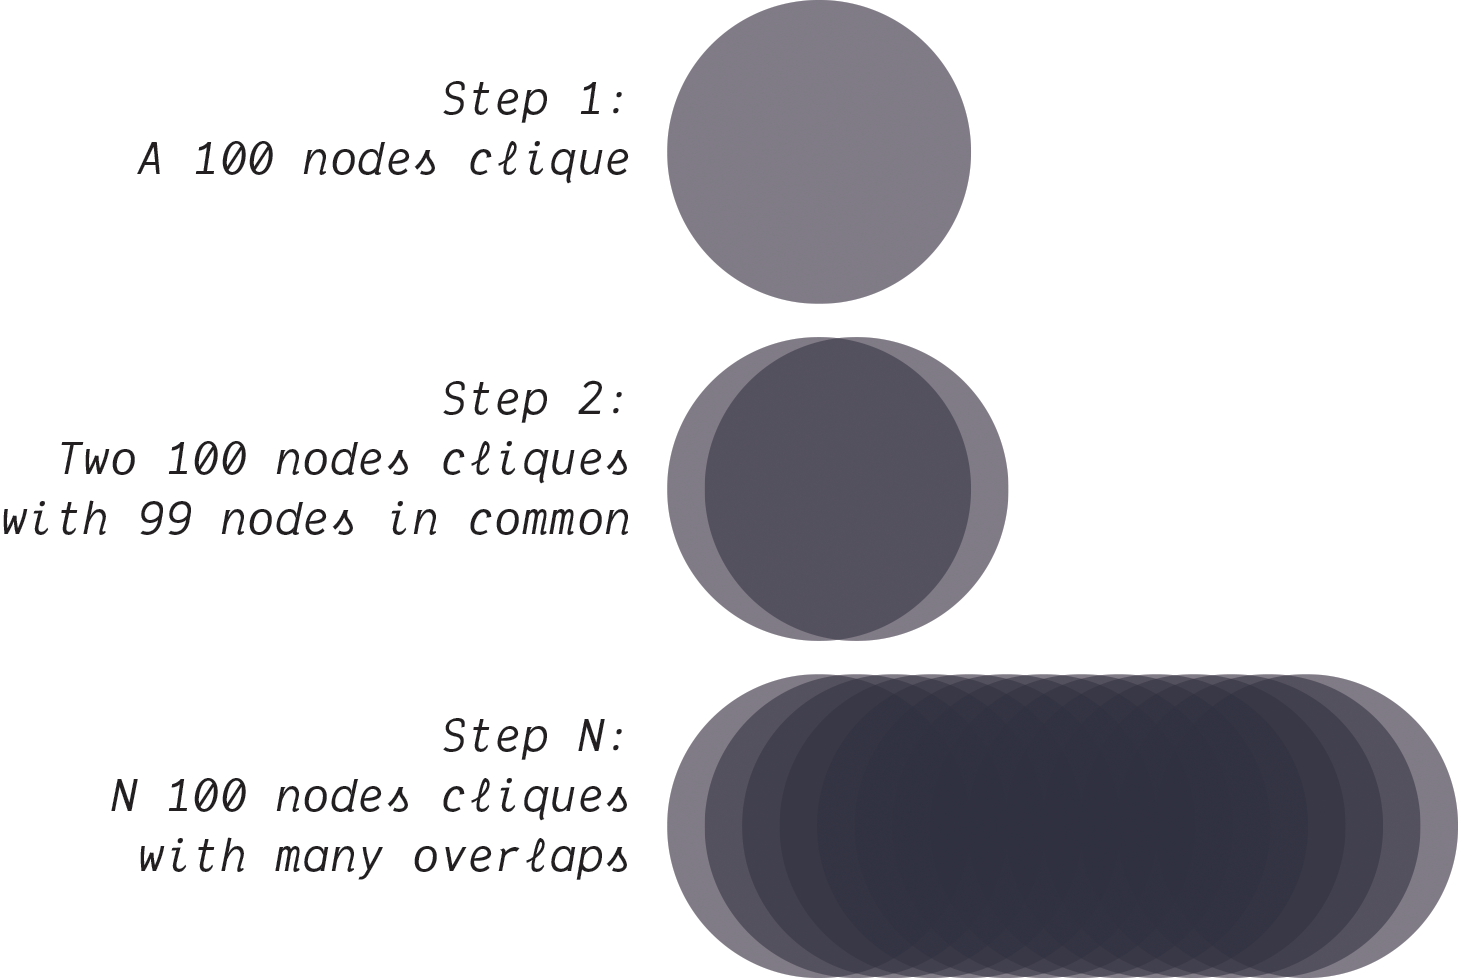 Step 1:
A 100 nodes clique
Step 2:
Two 100 nodes cliques
with 99 nodes in common
Step N:
N 100 nodes cliques
with many overlaps